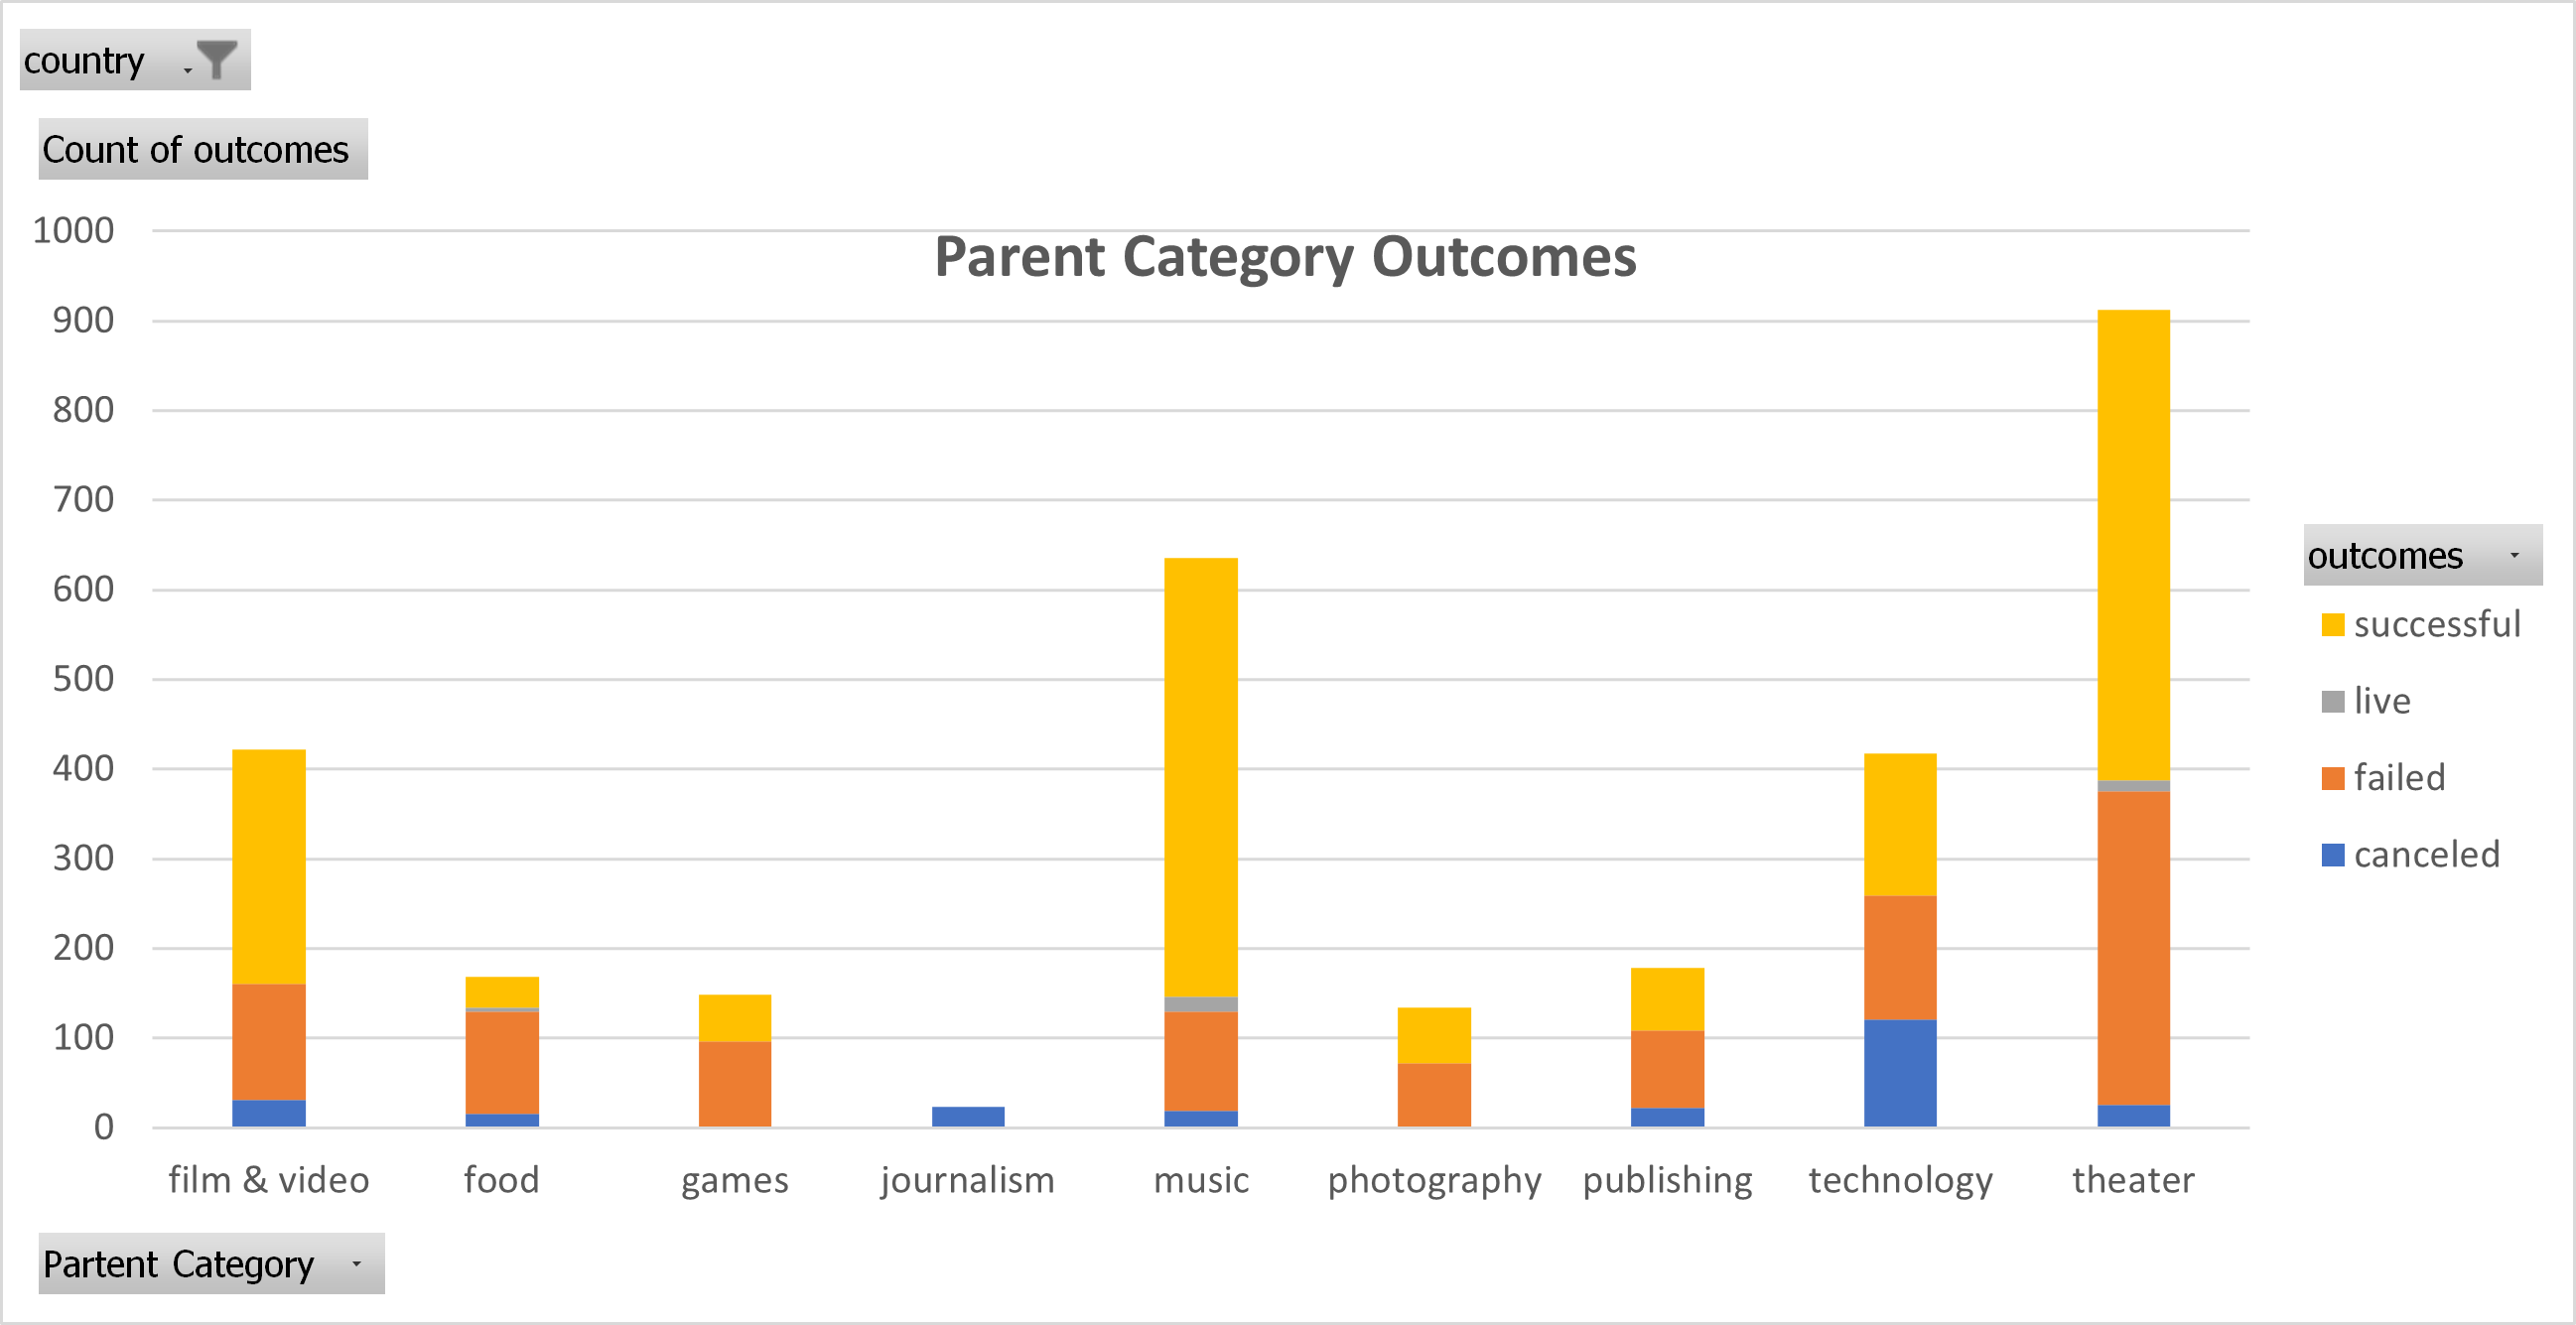 country
Count of outcomes
Parent Category Outcomes
1000
900
800
700
600
500
400
300
200
100
0
film & video food games journalism music photography publishing technology theater
outcomes
successful
live
failed
canceled
Partent Category